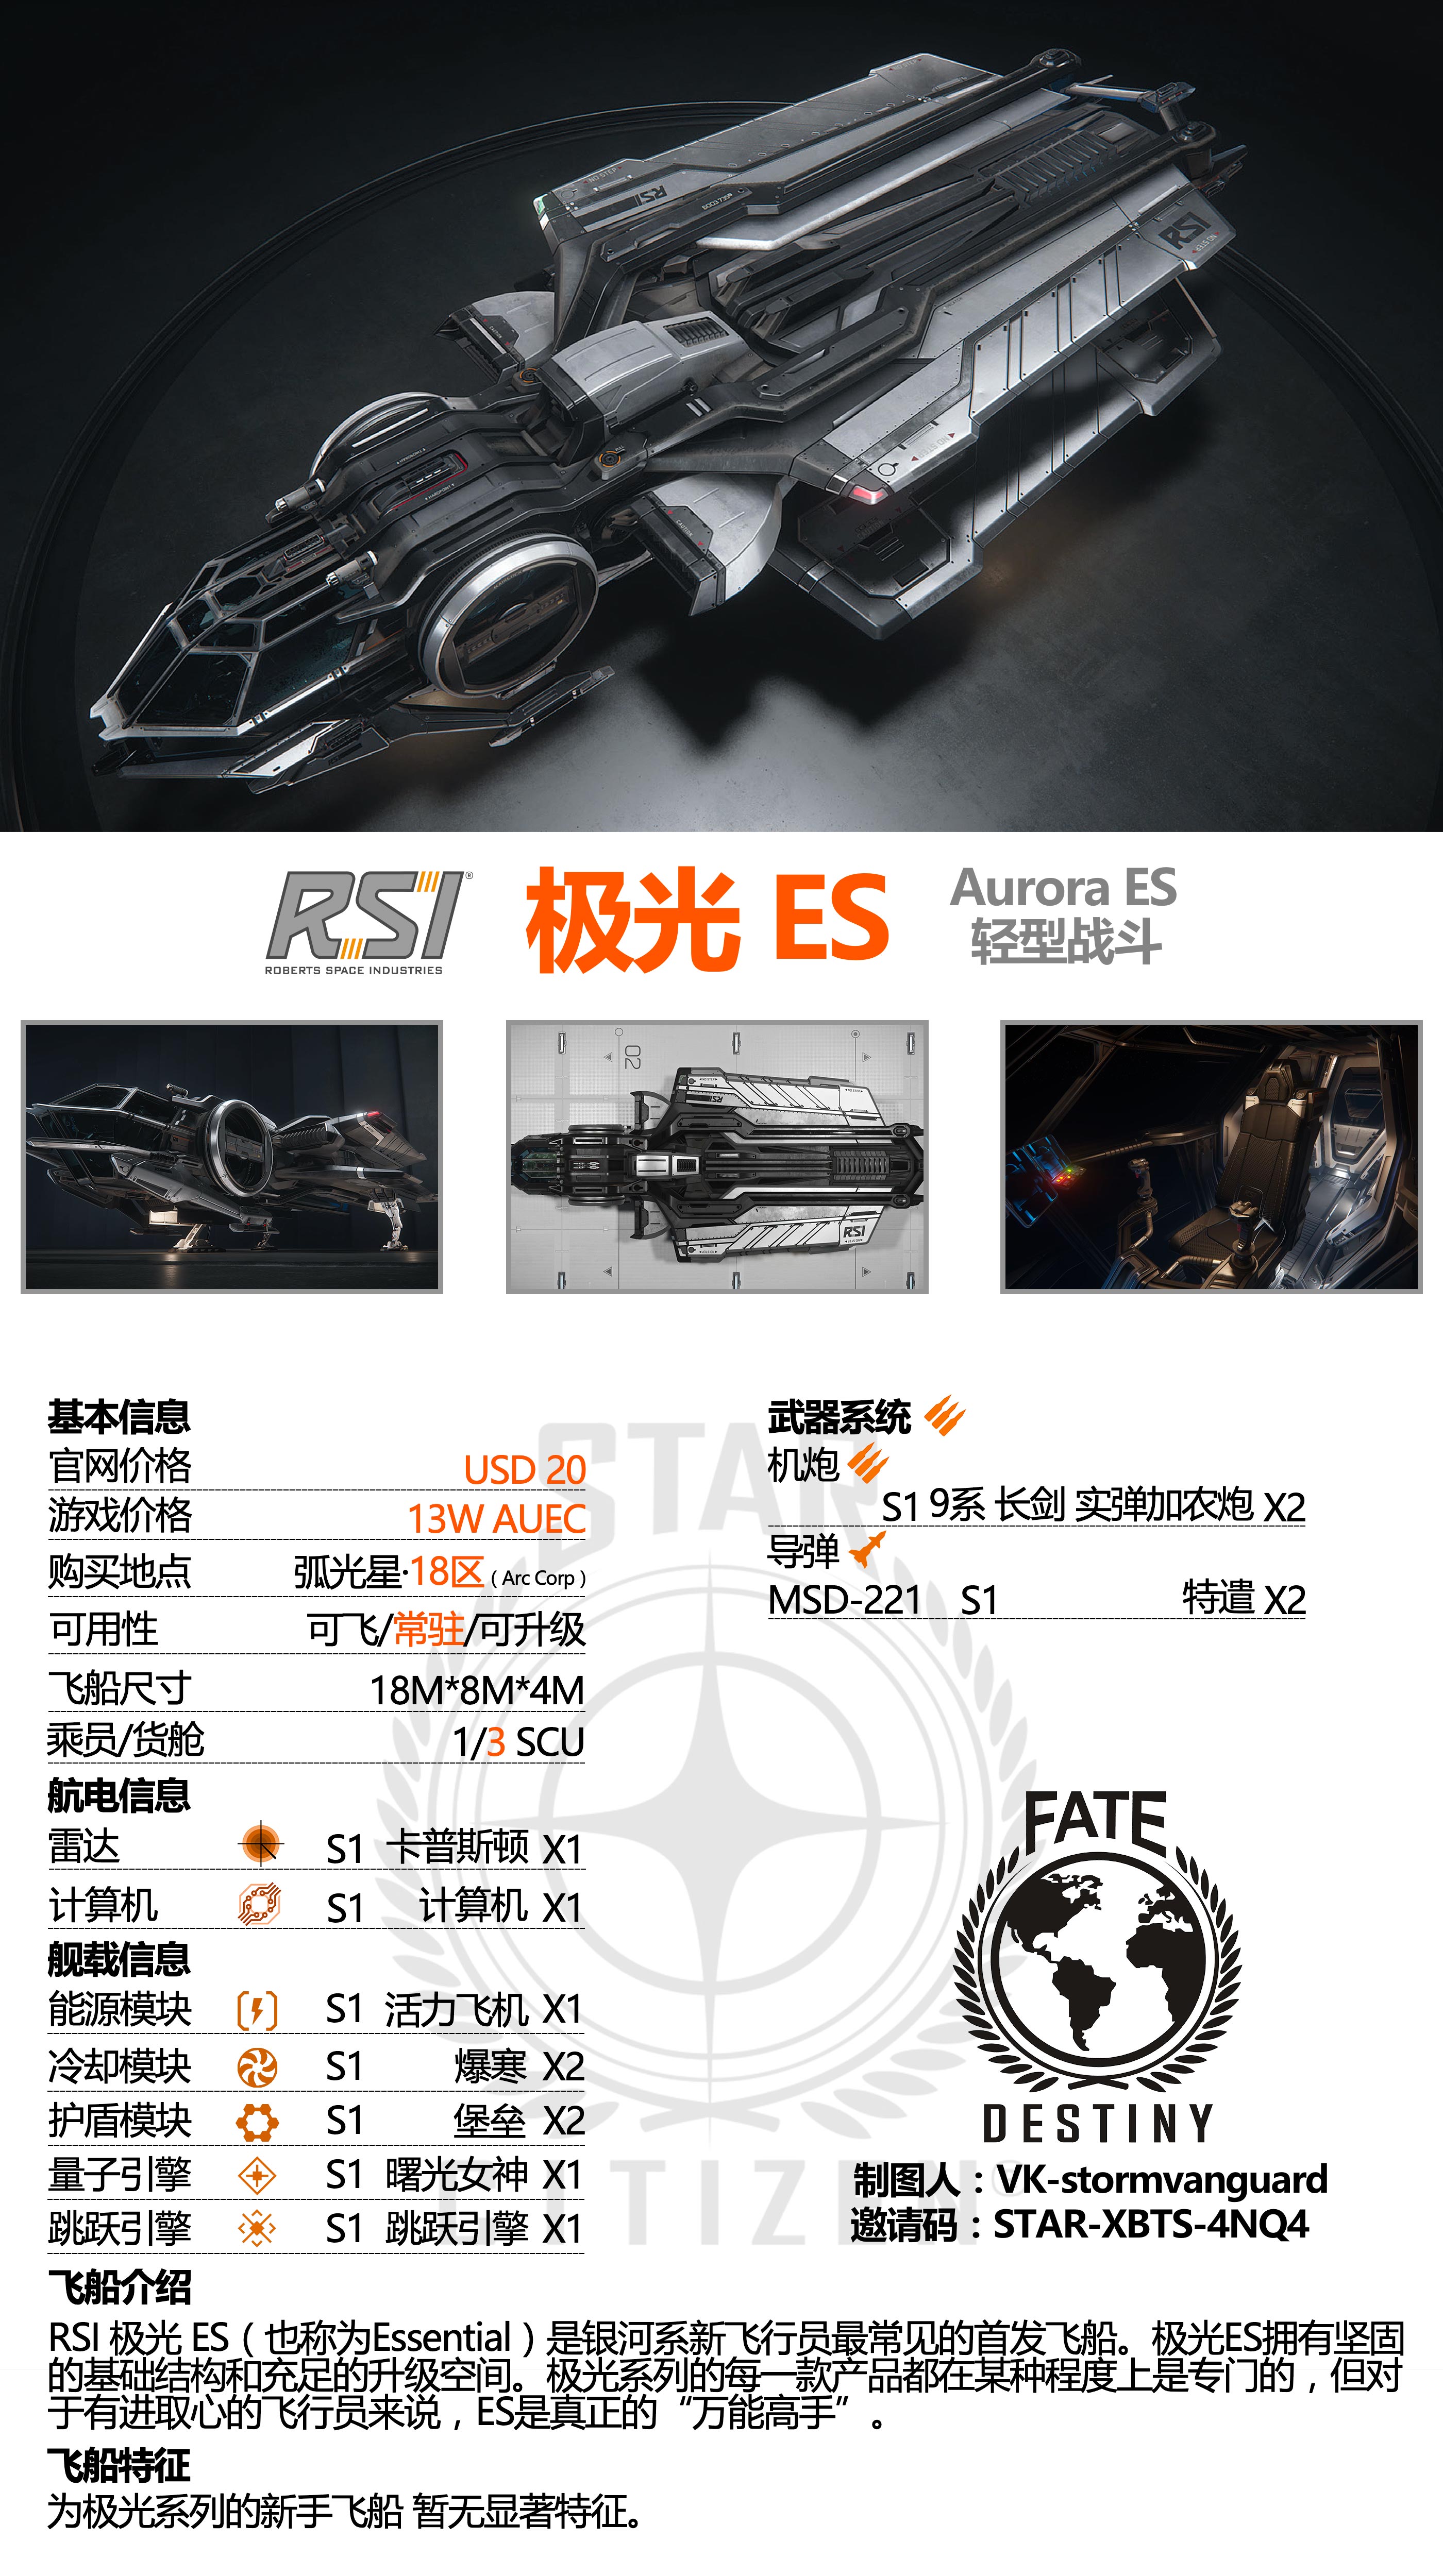 NO STEP
RSI
RSI
NO STEP
NO STEP
CAUTION
RSI®
ROBERTS SPACE INDUSTRIES
极光 ES
Aurora ES
轻型战斗
02
RSI
RSI
基本信息
官网价格 USD 20
游戏价格 13W AUEC
购买地点 弧光星·18区 ( Arc Corp )
可用性 可飞/常驻/可升级
飞船尺寸 18M*8M*4M
乘员/货舱 1/3 SCU
航电信息
雷达 S1 卡普斯顿 X1
计算机 S1 计算机 X1
舰载信息
能源模块 S1 活力飞机 X1
冷却模块 S1 爆寒 X2
护盾模块 S1 堡垒 X2
量子引擎 S1 曙光女神 X1
跳跃引擎 S1 跳跃引擎 X1
武器系统
机炮
S1 9系 长剑 实弹加农炮 X2
导弹
MSD-221 S1 特遣 X2
STAR
CITIZEN
FATE
DESTINY
制图人：VK-stormvanguard
邀请码：STAR-XBTS-4NQ4
飞船介绍
RSI 极光 ES（也称为Essential）是银河系新飞行员最常见的首发飞船。极光ES拥有坚固
的基础结构和充足的升级空间。极光系列的每一款产品都在某种程度上是专门的，但对
于有进取心的飞行员来说，ES是真正的“万能高手”。
飞船特征
为极光系列的新手飞船 暂无显著特征。